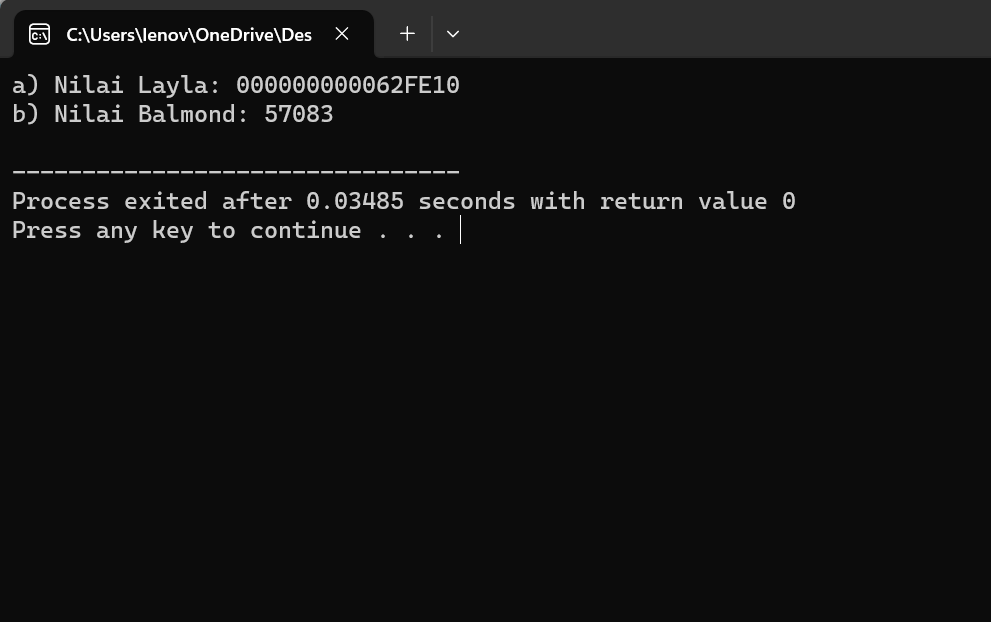 C:\Users\lenov\OneDrive\Des
a) Nilai Layla: 000000000062FE10
b) Nilai Balmond: 57083
--------------------------------
Process exited after 0.03485 seconds with return value 0
Press any key to continue . . .